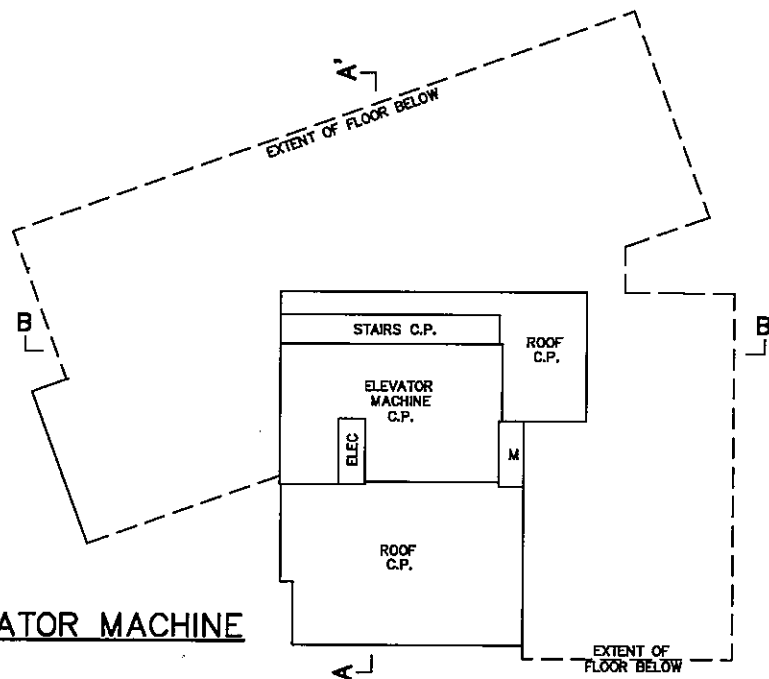 A'
EXTENT OF FLOOR BELOW
B
B
STAIRS C.P.
ROOF
C.P.
ELEVATOR
MACHINE
C.P.
ELEC
M
ROOF
C.P.
ATOR MACHINE
A
EXTENT OF
FLOOR BELOW